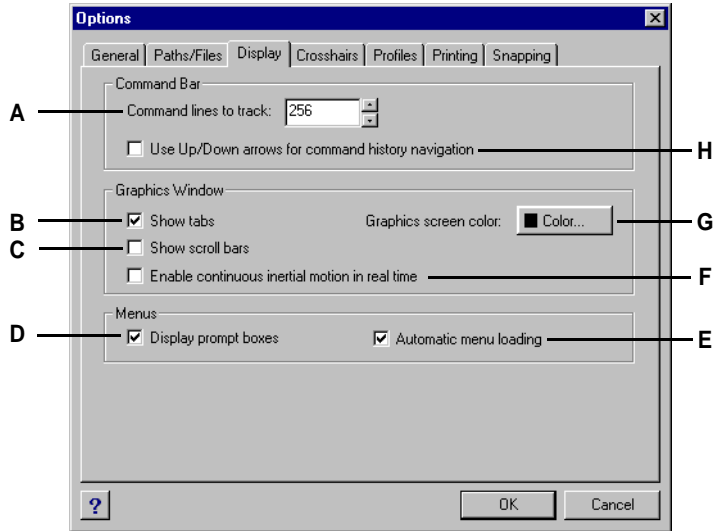 Options
General Paths/Files Display Crosshairs Profiles Printing Snapping
Command Bar
A Command lines to track: 256
Use Up/Down arrows for command history navigation H
Graphics Window
B Show tabs Graphics screen color: Color... G
C Show scroll bars
Enable continuous inertial motion in real time F
Menus
D Display prompt boxes Automatic menu loading E
? OK Cancel